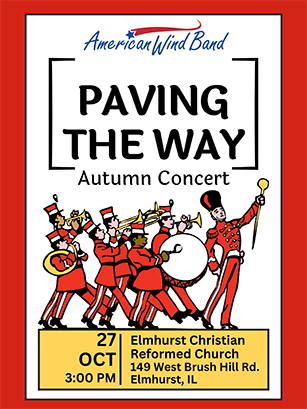 American Wind Band
PAVING
THE WAY
Autumn Concert
27
OCT
3:00 PM
Elmhurst Christian
Reformed Church
149 West Brush Hill Rd.
Elmhurst, IL